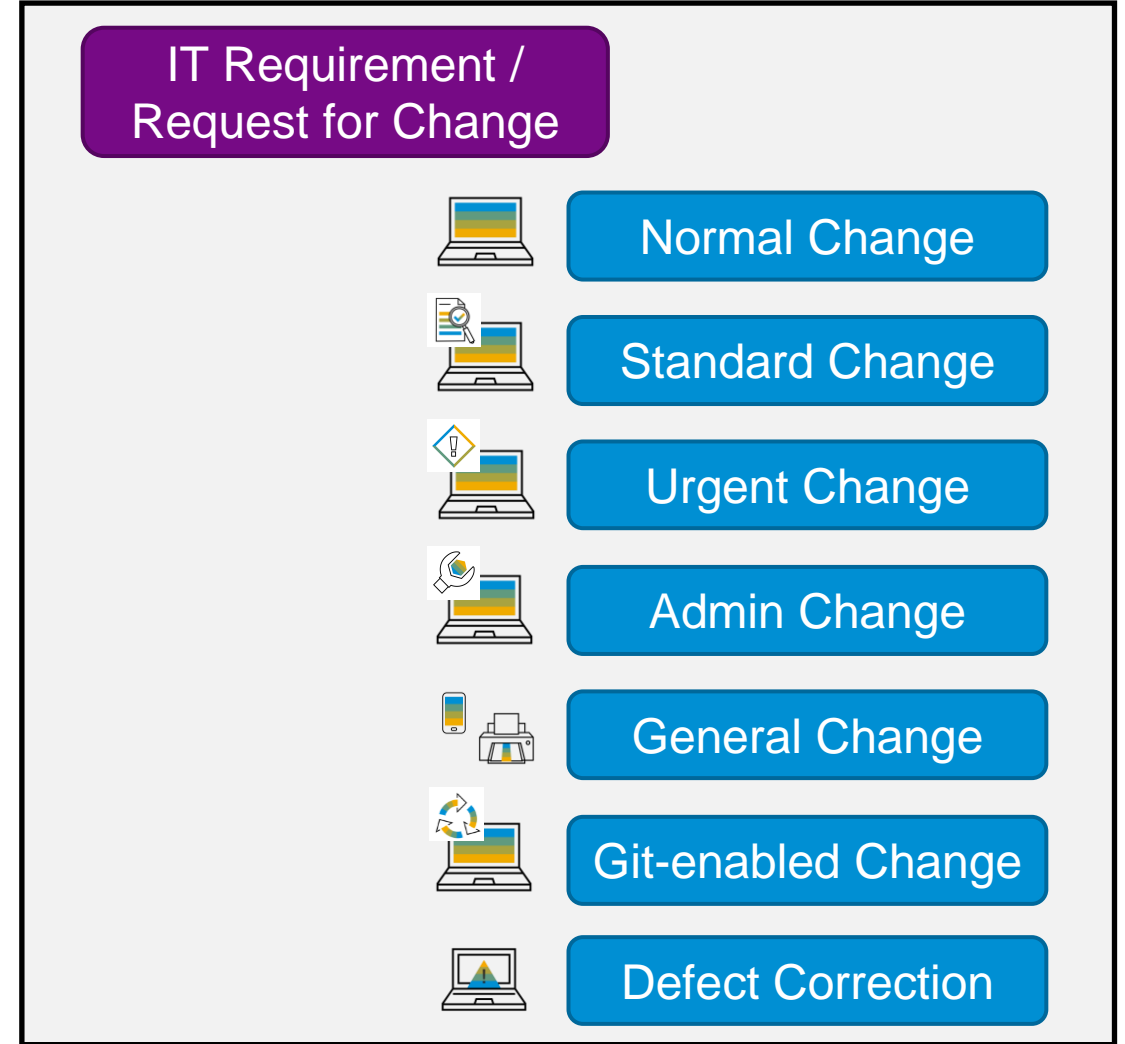 IT Requirement /
Request for Change
Normal Change
Standard Change
Urgent Change
Admin Change
General Change
Git-enabled Change
Defect Correction